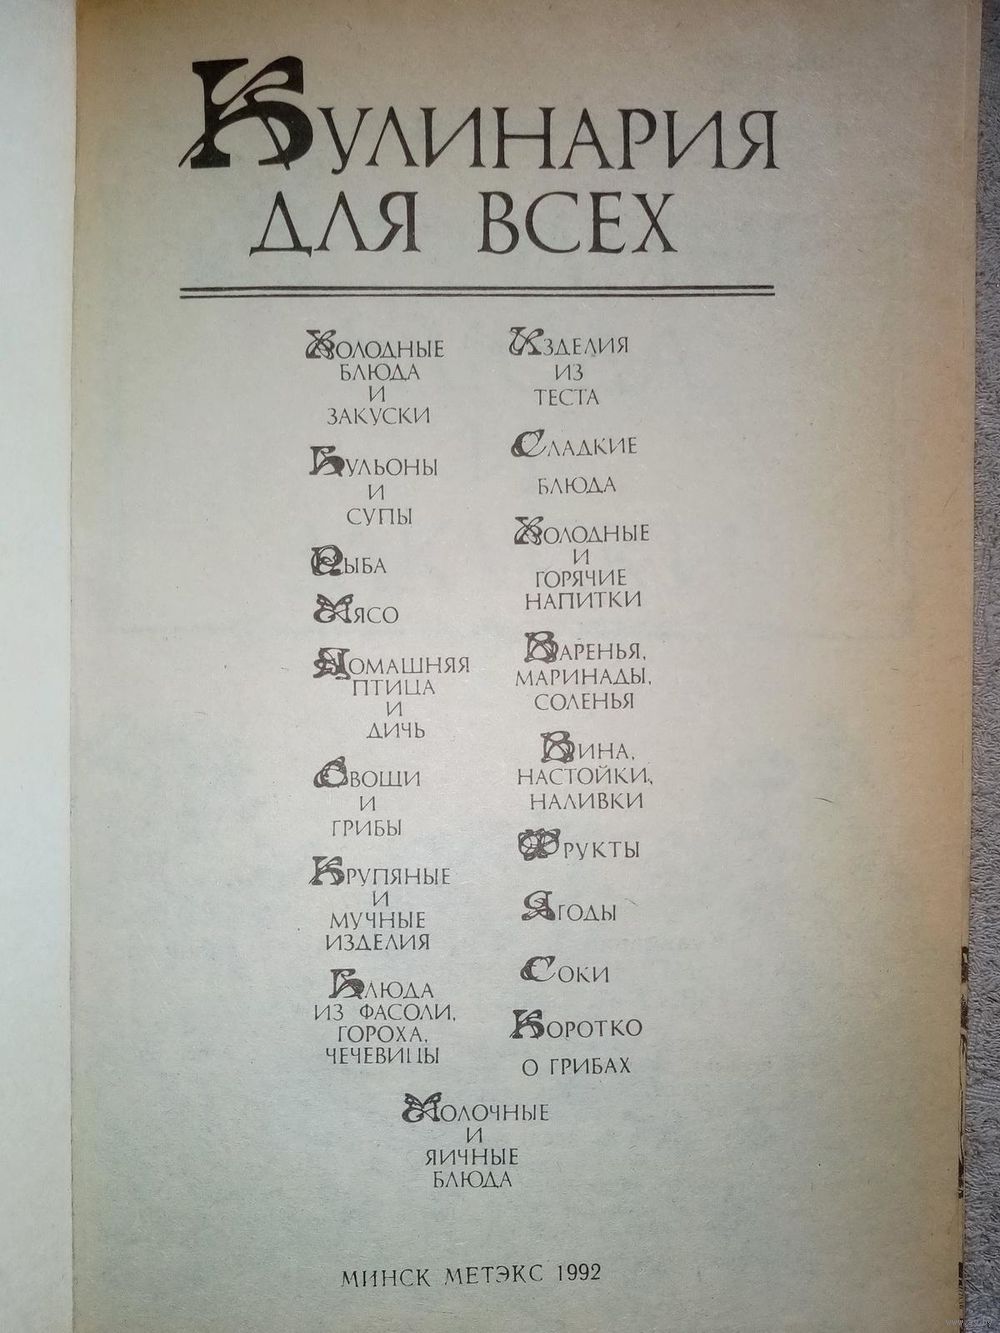 Кулинария
для всех
Холодные
блюда
и
закуски
Бульоны
и
супы
Рыба
Мясо
Домашняя
птица
и
дичь
Овощи
и
грибы
Крупяные
и
мучные
изделия
Блюда
из фасоли,
гороха,
чечевицы
Изделия
из
теста
Сладкие
блюда
Холодные
и
горячие
напитки
Варенья,
маринады,
соленья
Вина,
настойки,
наливки
Фрукты
Ягоды
Соки
Коротко
о грибах
Молочные
и
яичные
блюда
МИНСК МЕТЭКС 1992